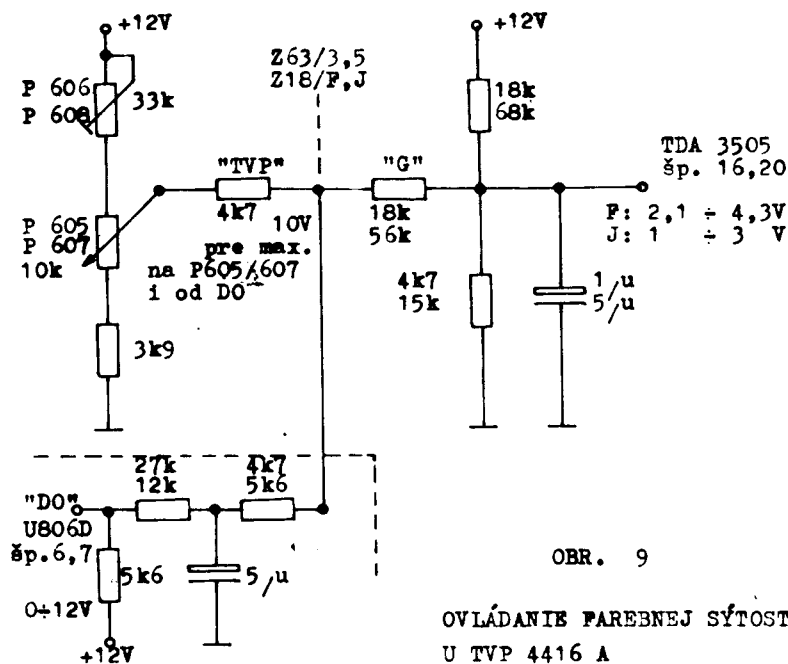 +12V
+12V
Z63/3,5
Z18/F,J
P 606
P 608
33k
18k
68k
"TVP"
4k7
"G"
18k
56k
TDA 3505
šp. 16,20
F: 2,1 ÷ 4,3V
J: 1 ÷ 3 V
P 605
P 607
10k
10V
pre max.
na P605/607
i od DO
4k7
15k
1/u
5/u
3k9
27k
12k
4k7
5k6
"DO"
U806D
šp.6,7
5k6
5/u
0÷12V
+12V
OBR. 9
OVLÁDANIE FAREBNEJ SÝTOST
U TVP 4416 A